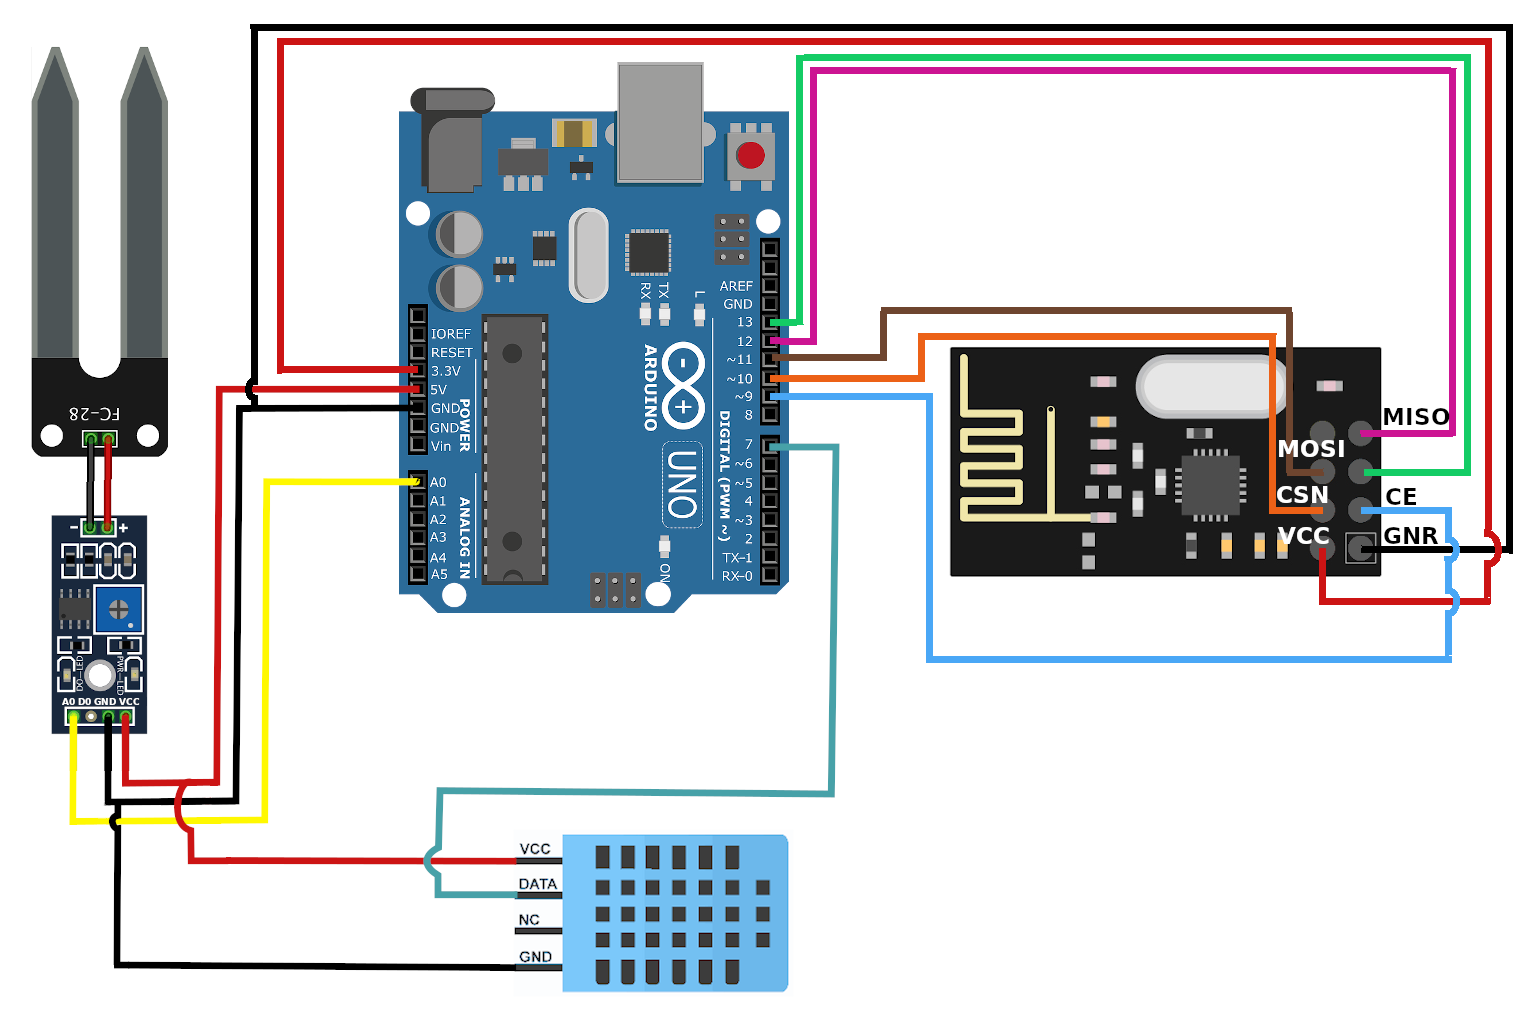 FC-28
- +
DO-LED
PWR-LED
A0 D0 GND VCC
IOREF
RESET
3.3V
5V
GND
GND
Vin
POWER
A0
A1
A2
A3
A4
A5
ANALOG IN
RX
TX
L
ARDUINO
UNO
ON
AREF
GND
13
12
~11
~10
~9
8
7
~6
~5
4
~3
2
TX-1
RX-0
DIGITAL (PWM ~)
MISO
MOSI
CSN
CE
VCC
GNR
VCC
DATA
NC
GND